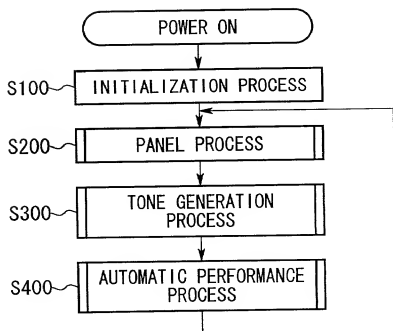 POWER ON
S100 INITIALIZATION PROCESS
S200 PANEL PROCESS
S300 TONE GENERATION
PROCESS
S400 AUTOMATIC PERFORMANCE
PROCESS